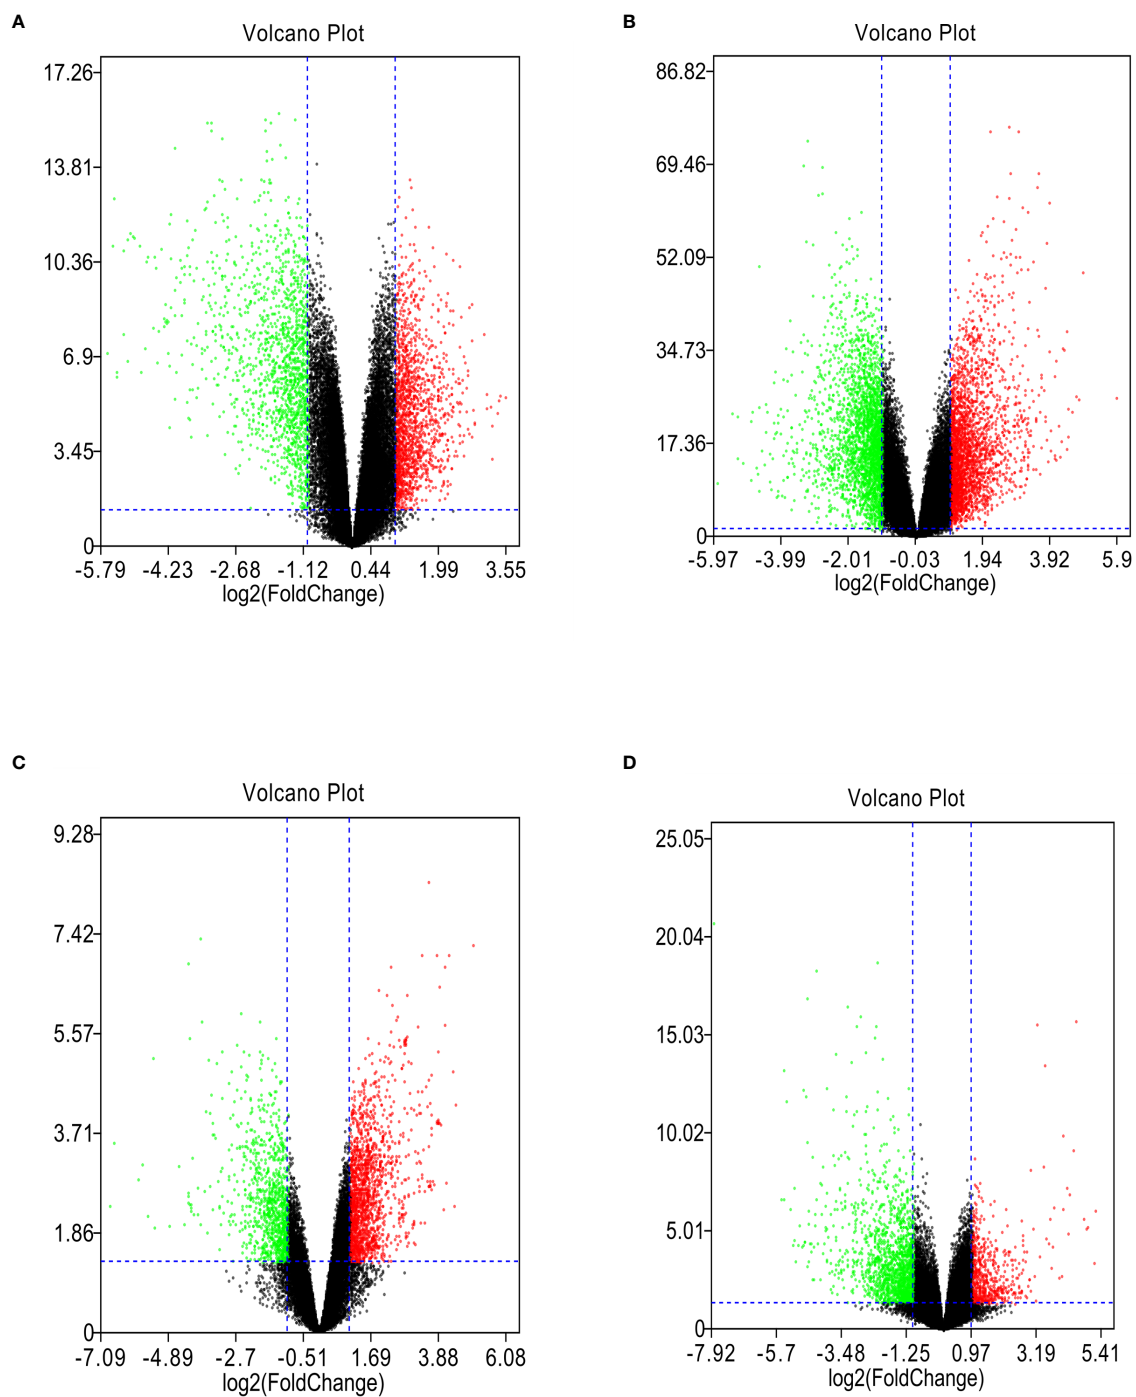 A
Volcano Plot
17.26
13.81
10.36
6.9
3.45
0
-5.79 -4.23 -2.68 -1.12 0.44 1.99 3.55
log2(FoldChange)
B
Volcano Plot
86.82
69.46
52.09
34.73
17.36
0
-5.97 -3.99 -2.01 -0.03 1.94 3.92 5.9
log2(FoldChange)
C
Volcano Plot
9.28
7.42
5.57
3.71
1.86
0
-7.09 -4.89 -2.7 -0.51 1.69 3.88 6.08
log2(FoldChange)
D
Volcano Plot
25.05
20.04
15.03
10.02
5.01
0
-7.92 -5.7 -3.48 -1.25 0.97 3.19 5.41
log2(FoldChange)